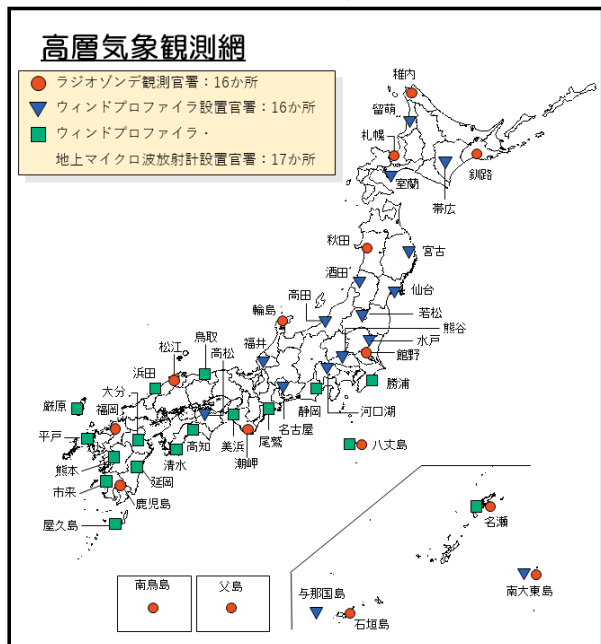 高層気象観測網
ラジオゾンデ観測官署：16か所
ウィンドプロファイラ設置官署：16か所
ウィンドプロファイラ・
地上マイクロ波放射計設置官署：17か所
稚内
留萌
札幌
室蘭
帯広
釧路
秋田
宮古
酒田
仙台
高田
若松
輪島
熊谷
水戸
鳥取
福井
館野
松江
高松
浜田
大分
勝浦
厳原
福岡
静岡
河口湖
名古屋
平戸
高知
美浜
尾鷲
八丈島
熊本
清水
潮岬
市来
延岡
鹿児島
屋久島
名瀬
南鳥島
父島
与那国島
石垣島
南大東島